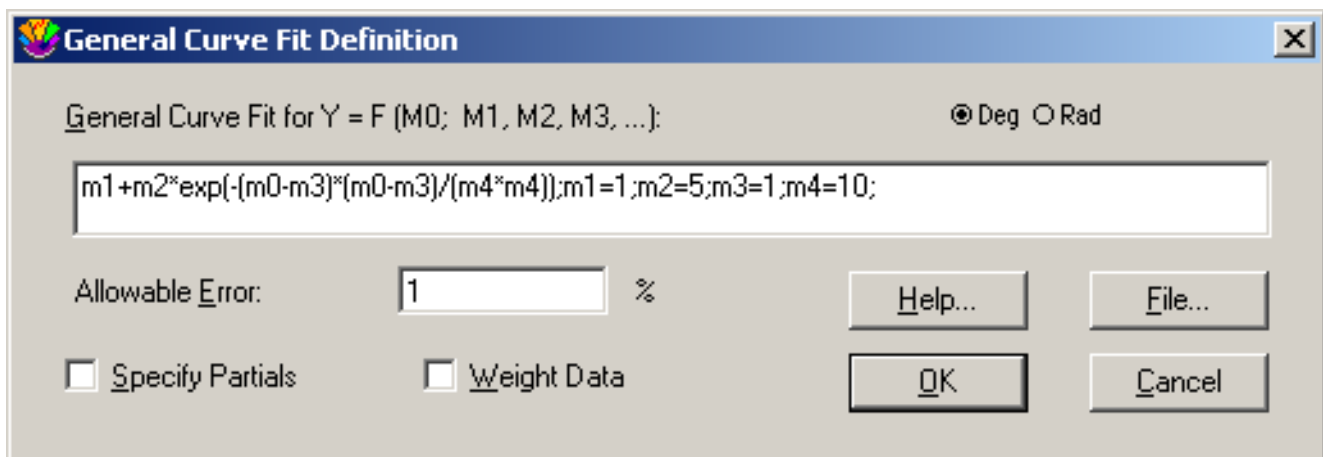 General Curve Fit Definition
General Curve Fit for Y = F (M0;  M1, M2, M3, ...): Deg Rad
m1+m2*exp(-(m0-m3)*(m0-m3)/(m4*m4));m1=1;m2=5;m3=1;m4=10;
Allowable Error: 1 % Help... File...
Specify Partials Weight Data OK Cancel